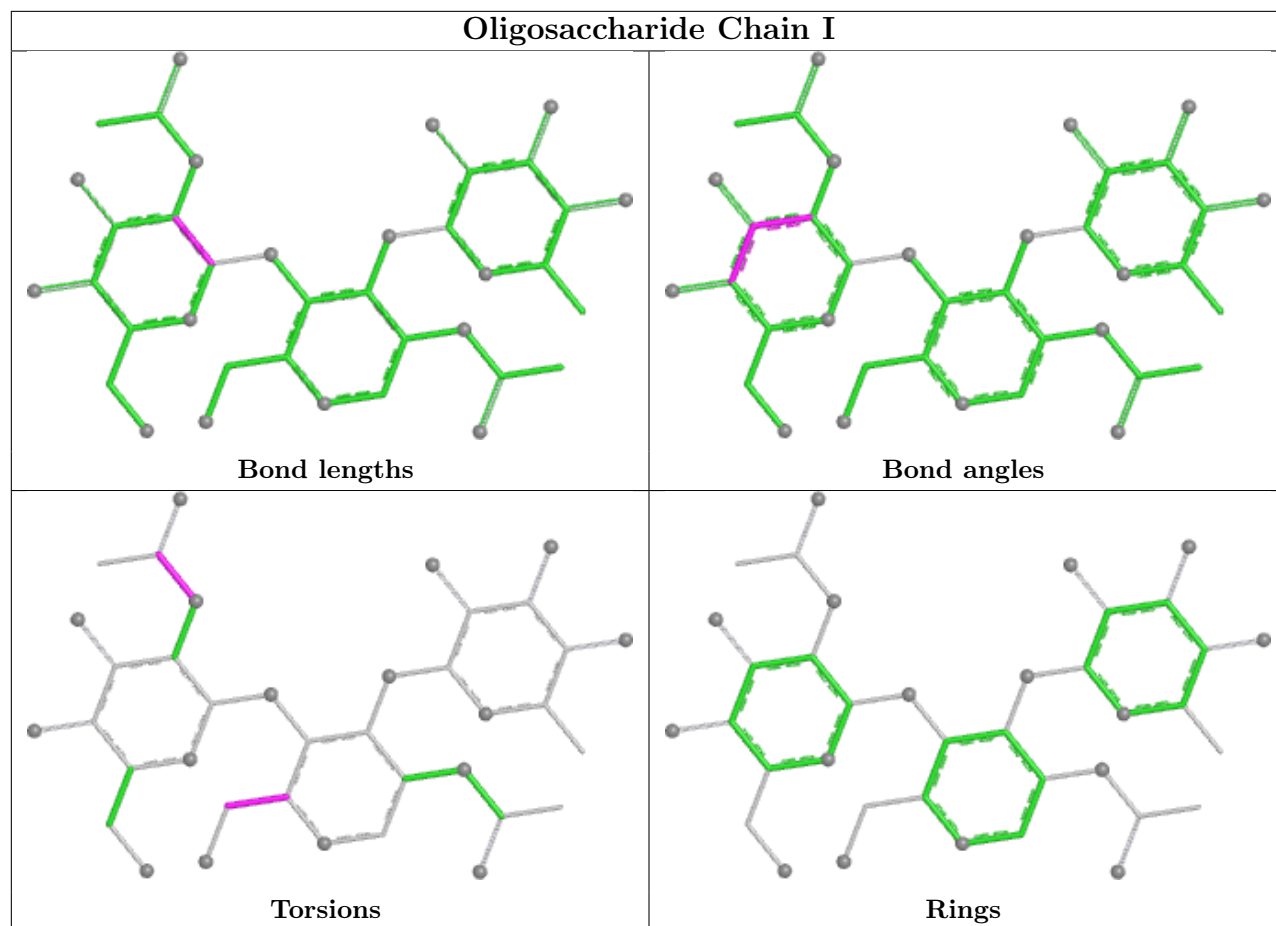 Oligosaccharide Chain I
Bond lengths
Bond angles
Torsions
Rings